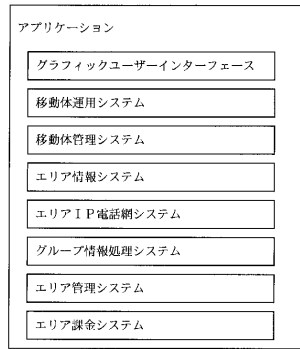 アプリケーション
グラフィックユーザーインターフェース
移動体運用システム
移動体管理システム
エリア情報システム
エリアＩＰ電話網システム
グループ情報処理システム
エリア管理システム
エリア課金システム